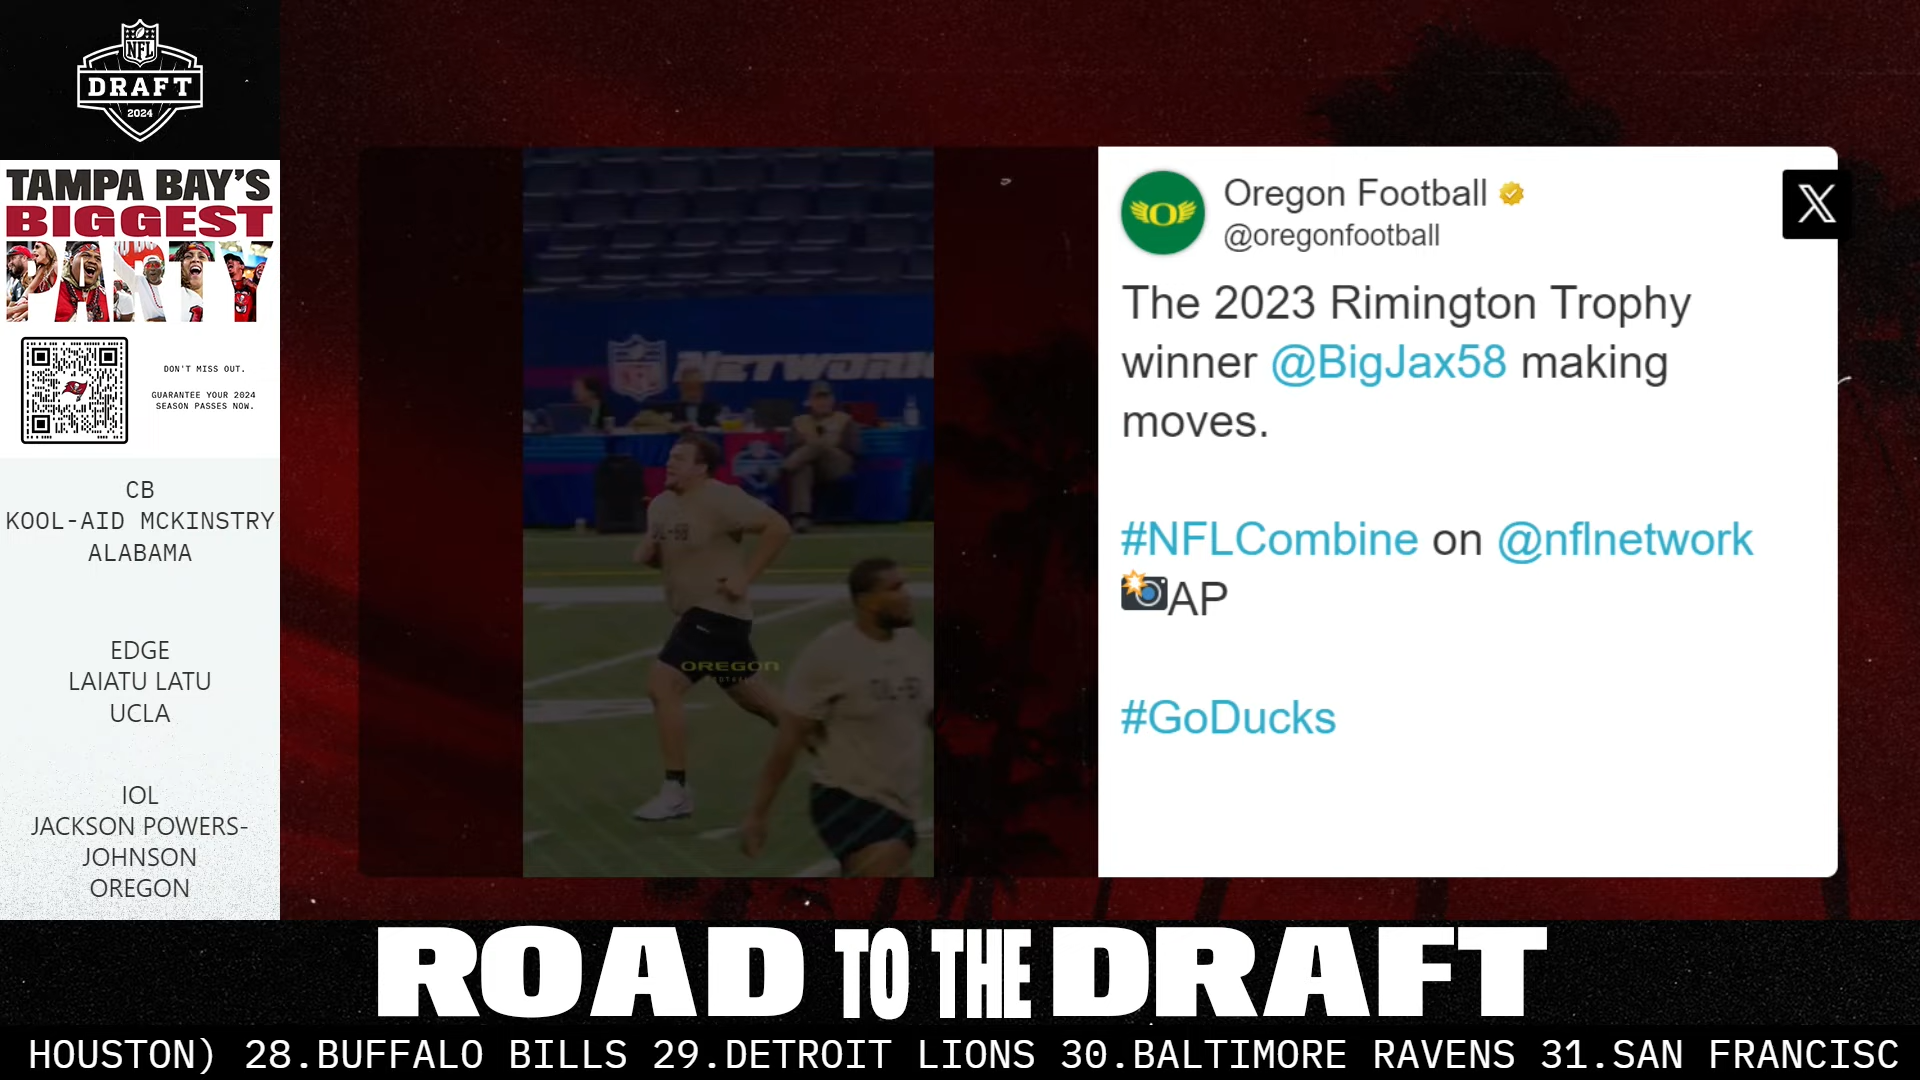 NFL
DRAFT
2024
TAMPA BAY'S
BIGGEST
PARTY
DON'T MISS OUT.
GUARANTEE YOUR 2024
SEASON PASSES NOW.
CB
KOOL-AID MCKINSTRY
ALABAMA
EDGE
LAIATU LATU
UCLA
IOL
JACKSON POWERS-
JOHNSON
OREGON
NFL NETWORK
OREGON
FOOTBALL
Oregon Football
@oregonfootball
X
The 2023 Rimington Trophy
winner @BigJax58 making
moves.
#NFLCombine on @nflnetwork
AP
#GoDucks
ROAD TO THE DRAFT
HOUSTON) 28.BUFFALO BILLS 29.DETROIT LIONS 30.BALTIMORE RAVENS 31.SAN FRANCISC